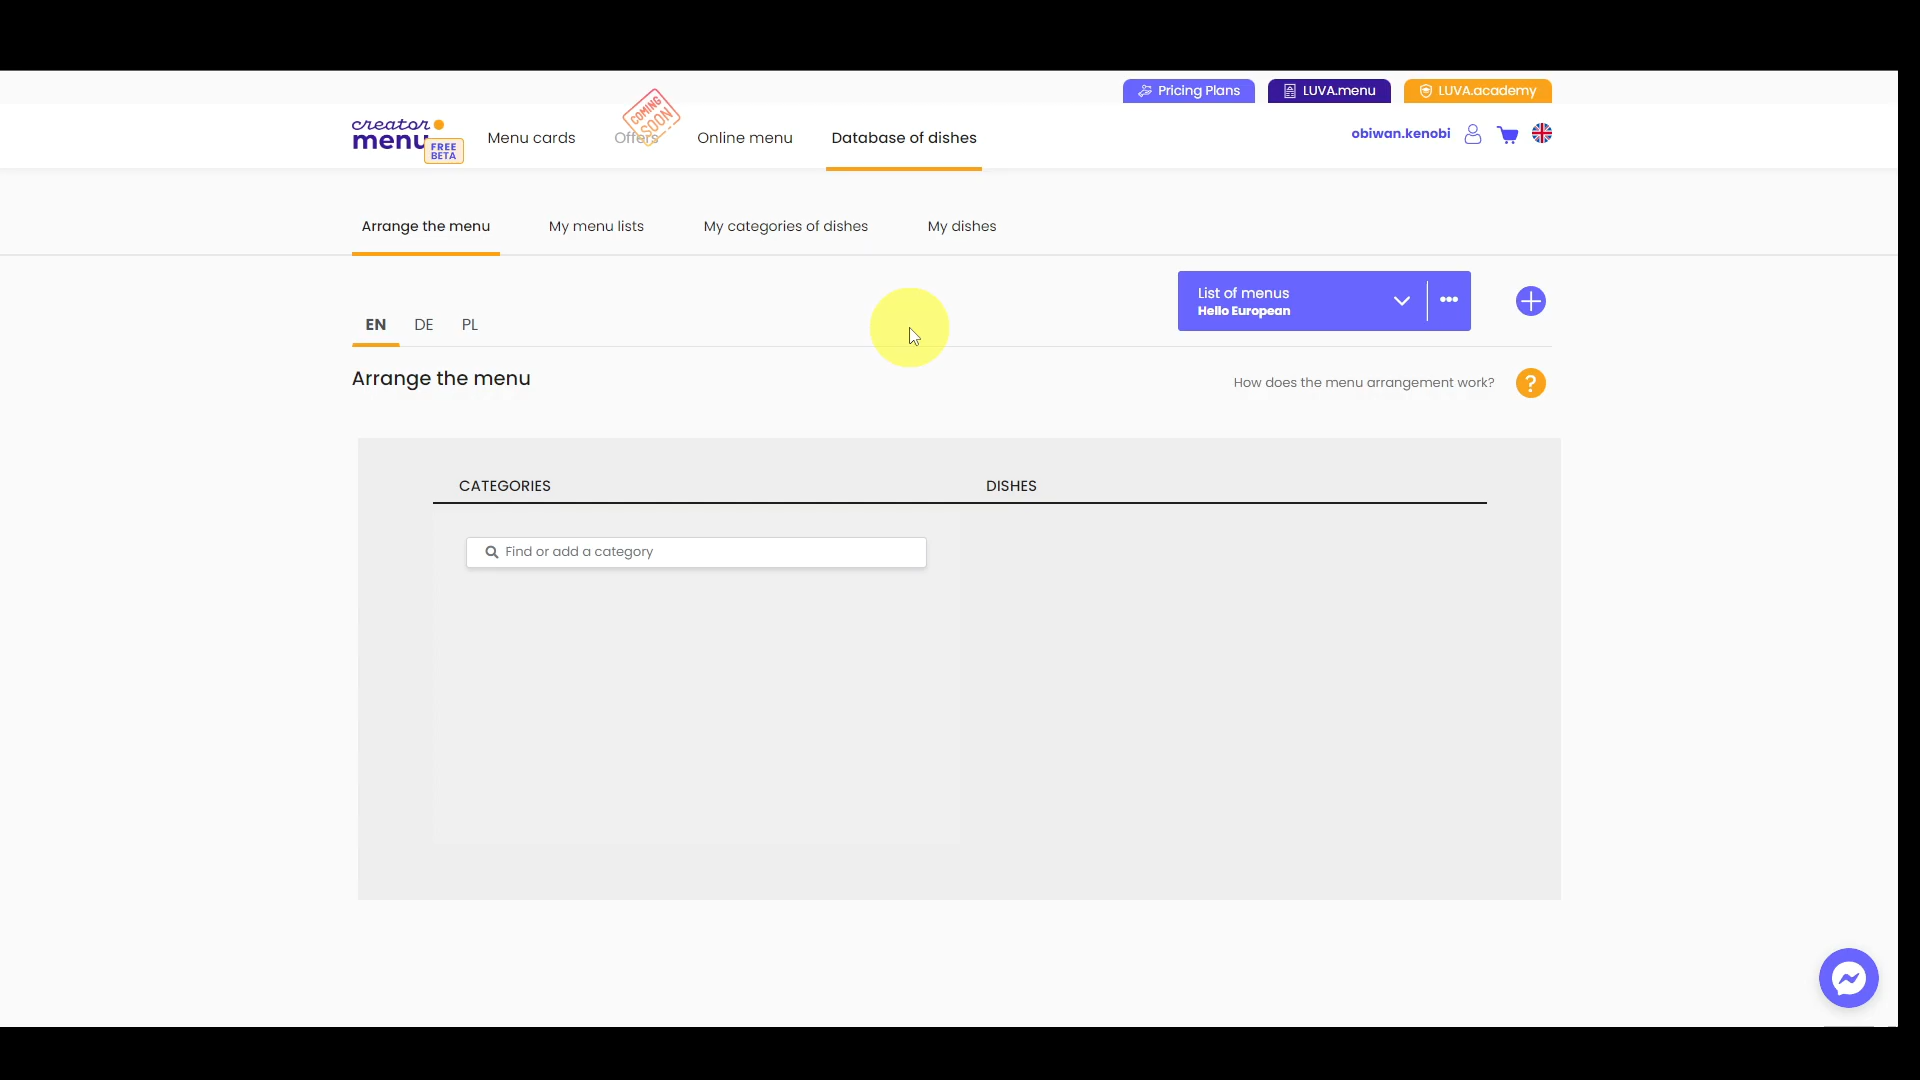 Pricing Plans
LUVA.menu
LUVA.academy
creator
menu
FREE
BETA
Menu cards
Offers
COMING
SOON
Online menu
Database of dishes
obiwan.kenobi
Arrange the menu
My menu lists
My categories of dishes
My dishes
List of menus
Hello European
EN
DE
PL
Arrange the menu
How does the menu arrangement work?
?
CATEGORIES
DISHES
Find or add a category